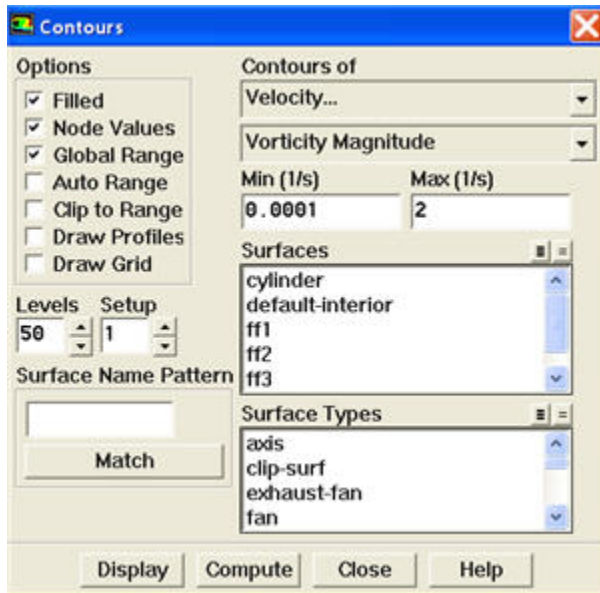 Contours
Options
Filled
Node Values
Global Range
Auto Range
Clip to Range
Draw Profiles
Draw Grid
Levels Setup
50 1
Surface Name Pattern
Match
Contours of
Velocity...
Vorticity Magnitude
Min (1/s) Max (1/s)
0.0001 2
Surfaces
cylinder
default-interior
ff1
ff2
ff3
Surface Types
axis
clip-surf
exhaust-fan
fan
Display Compute Close Help